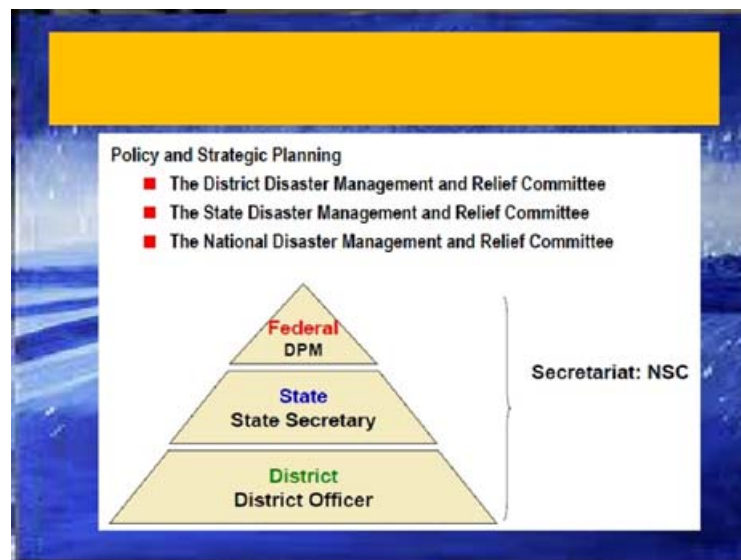 Policy and Strategic Planning
The District Disaster Management and Relief Committee
The State Disaster Management and Relief Committee
The National Disaster Management and Relief Committee
Federal
DPM
State
State Secretary
District
District Officer
Secretariat: NSC